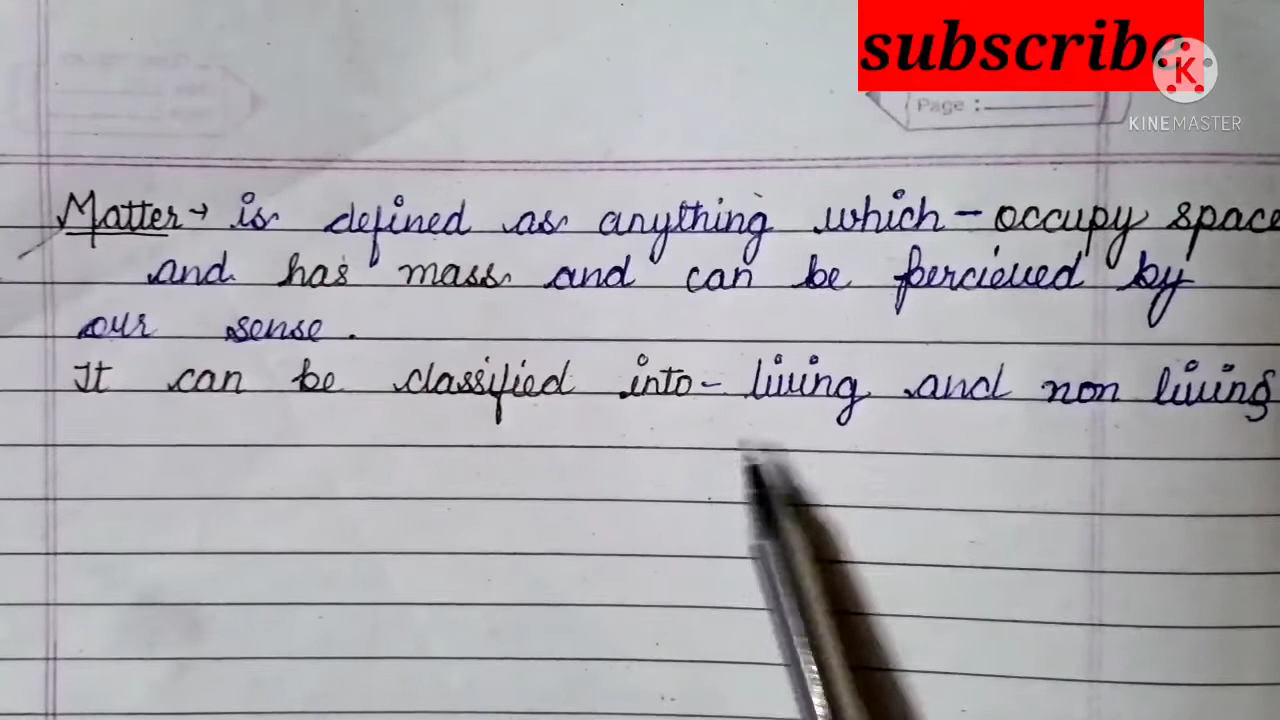 subscribe
Page :
KINEMASTER
Matter → is defined as anything which - occupy space
and has mass and can be percieved by
our sense.
It can be classified into - living and non living